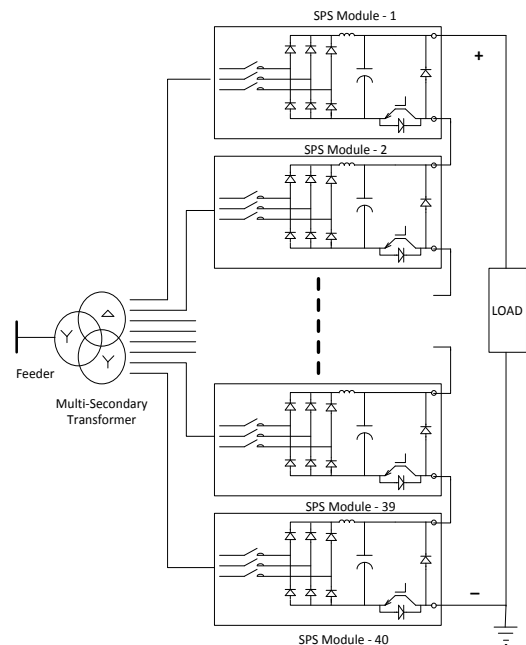 SPS Module - 1
+
SPS Module - 2
LOAD
Feeder
Multi-Secondary
Transformer
SPS Module - 39
–
SPS Module - 40